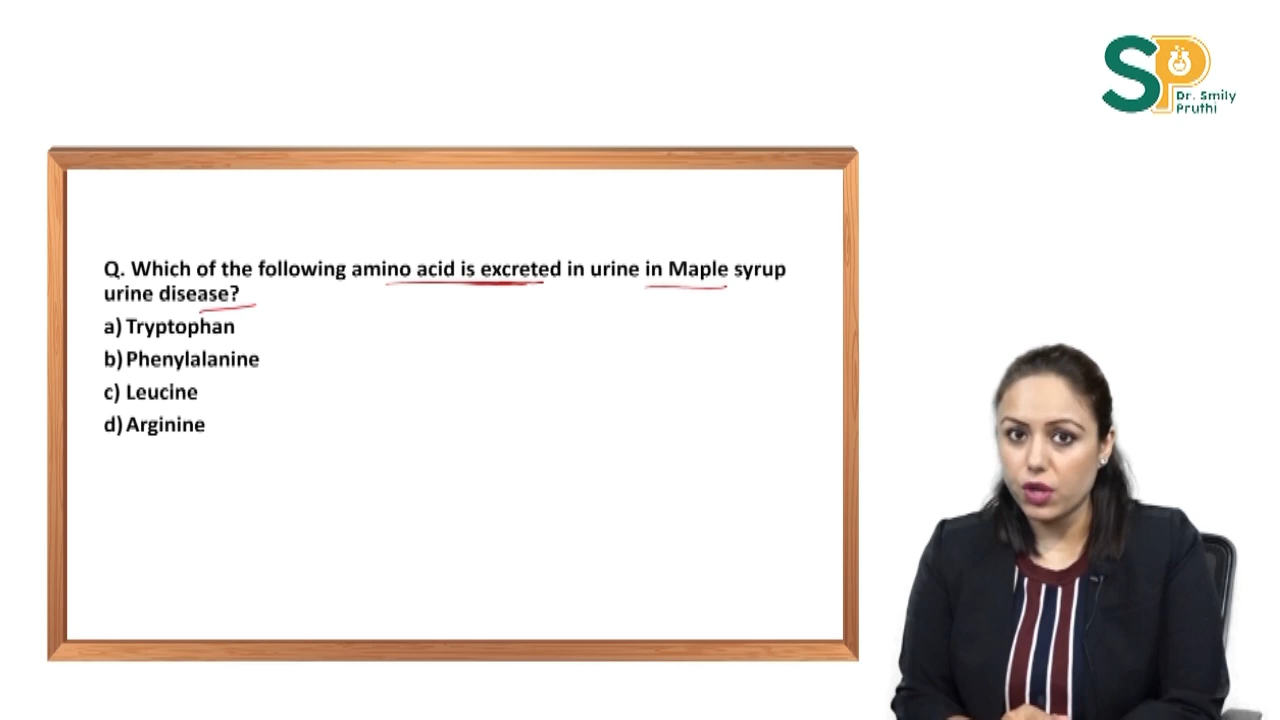 SP
Dr. Smily
Pruthi
Q. Which of the following amino acid is excreted in urine in Maple syrup
urine disease?
a) Tryptophan
b) Phenylalanine
c) Leucine
d) Arginine